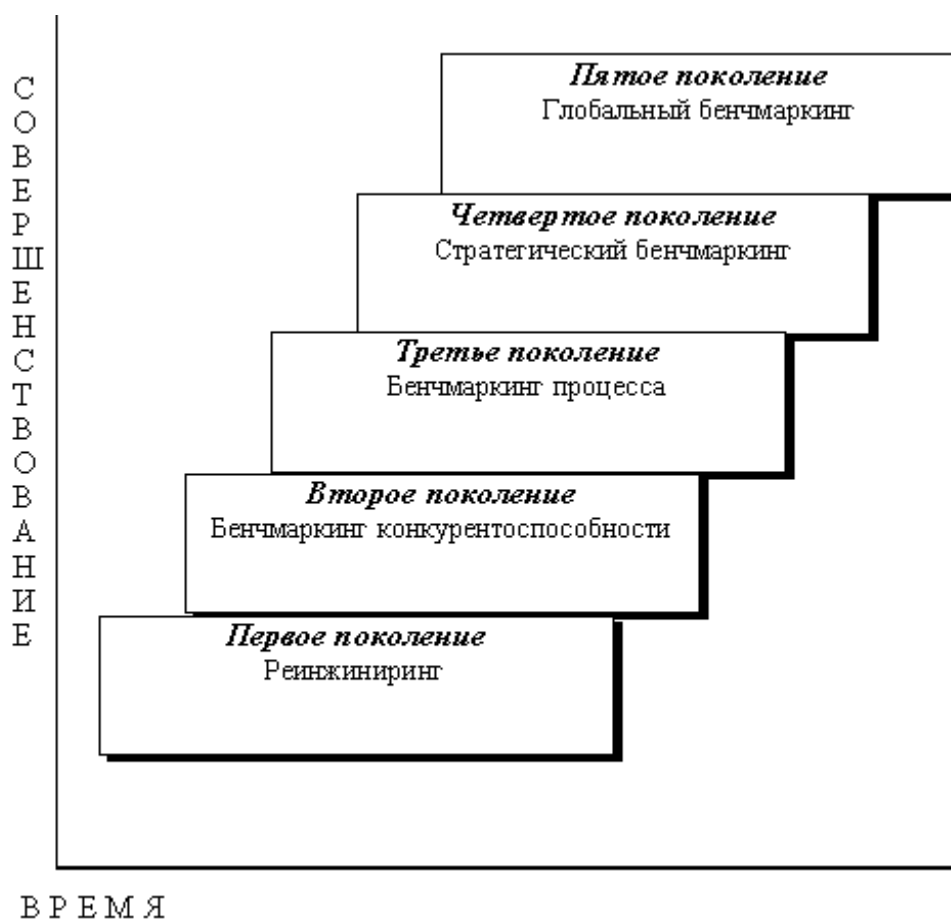 СОВЕРШЕНСТВОВАНИЕ
Пятое поколение
Глобальный бенчмаркинг
Четвертое поколение
Стратегический бенчмаркинг
Третье поколение
Бенчмаркинг процесса
Второе поколение
Бенчмаркинг конкурентоспособности
Первое поколение
Реинжиниринг
ВРЕМЯ